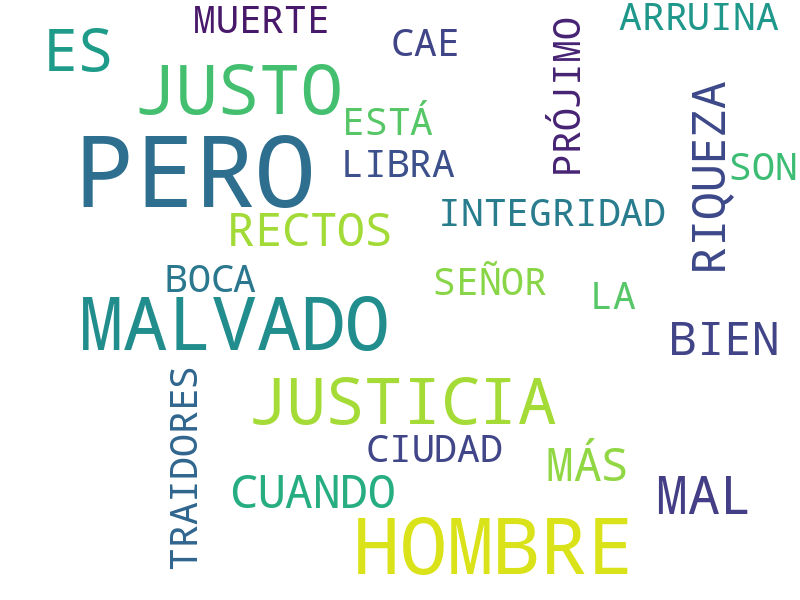 MUERTE
ARRUINA
ES
CAE
PRÓJIMO
JUSTO
ESTÁ
RIQUEZA
PERO
LIBRA
SON
RECTOS
INTEGRIDAD
BOCA
SEÑOR
LA
MALVADO
BIEN
TRAIDORES
JUSTICIA
CIUDAD
MÁS
CUANDO
MAL
HOMBRE